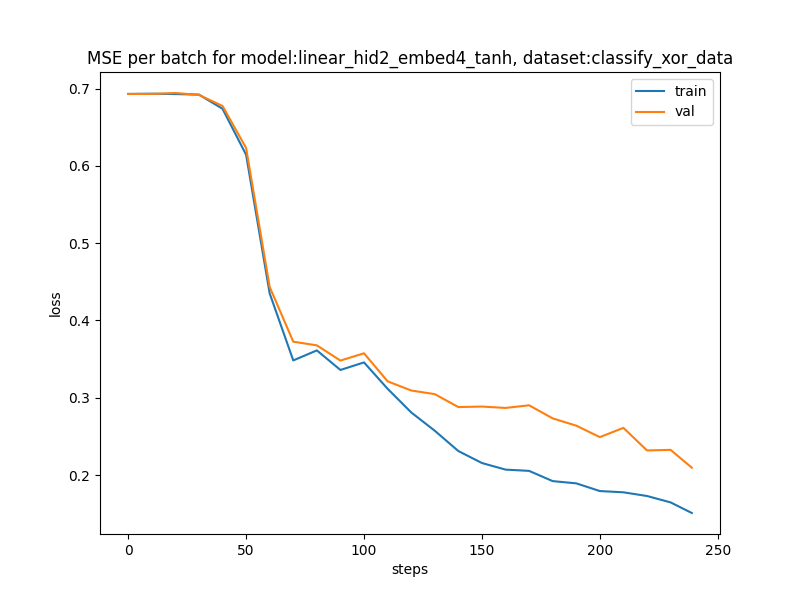 MSE per batch for model:linear_hid2_embed4_tanh, dataset:classify_xor_data
train
val
0.7
0.6
0.5
0.4
0.3
0.2
loss
0 50 100 150 200 250
steps